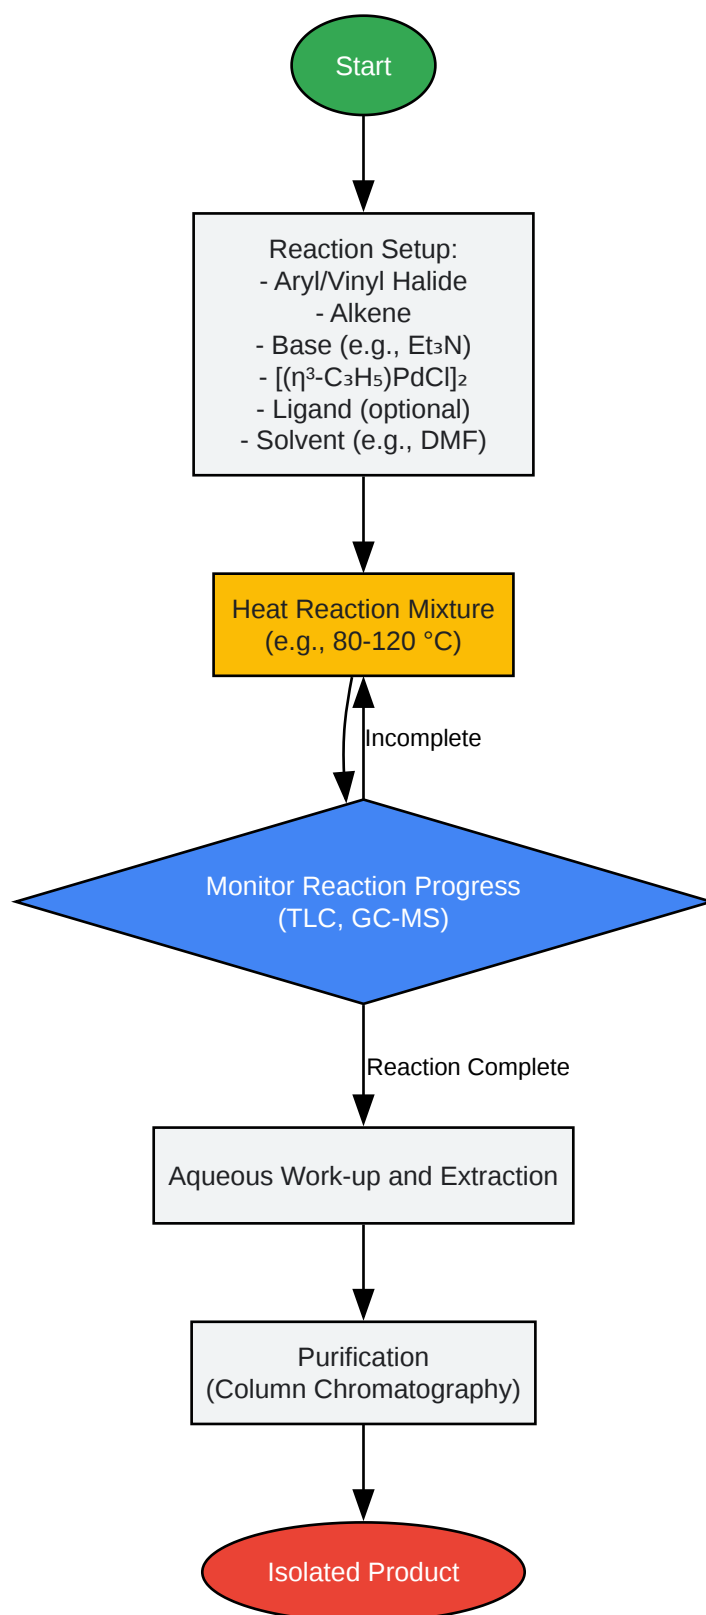 Start
Reaction Setup:
- Aryl/Vinyl Halide
- Alkene
- Base (e.g., Et₃N)
- [(η³-C₃H₅)PdCl]₂
- Ligand (optional)
- Solvent (e.g., DMF)
Heat Reaction Mixture
(e.g., 80-120 °C)
Incomplete
Monitor Reaction Progress
(TLC, GC-MS)
Reaction Complete
Aqueous Work-up and Extraction
Purification
(Column Chromatography)
Isolated Product